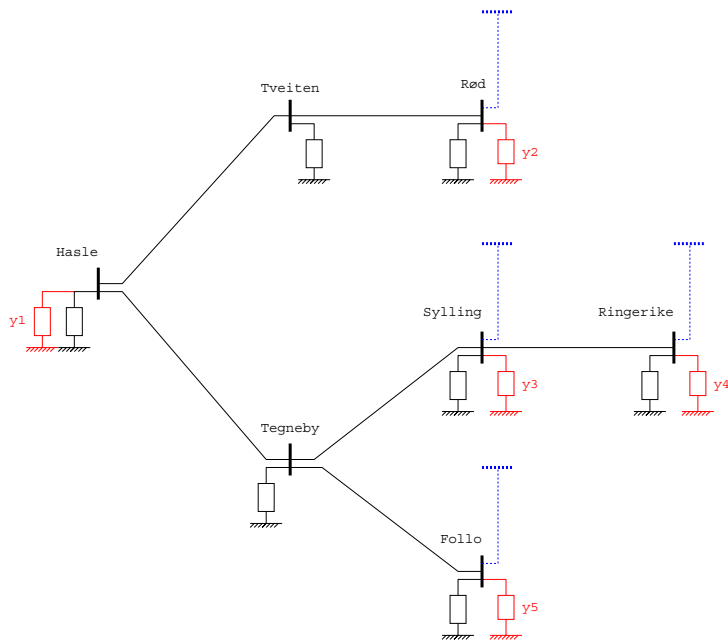 Rød
Tveiten
y2
Hasle
y1
Sylling
Ringerike
y3
y4
Tegneby
Follo
y5